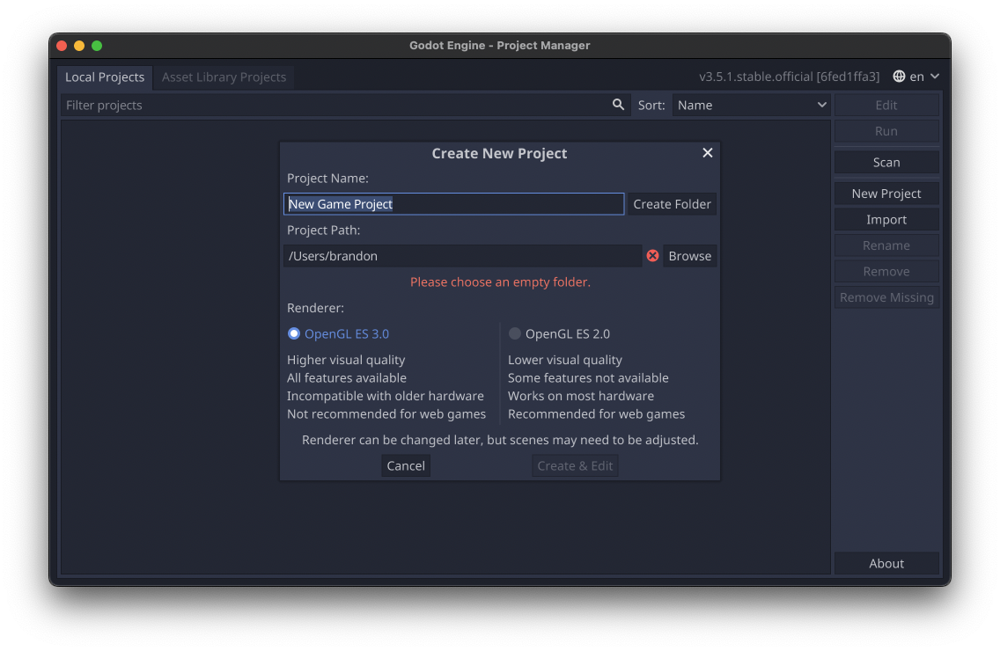 Godot Engine - Project Manager
Local Projects Asset Library Projects v3.5.1.stable.official [6fed1ffa3] en
Filter projects Sort: Name Edit
Run
Scan
New Project
Import
Rename
Remove
Remove Missing
About
Create New Project
Project Name:
New Game Project Create Folder
Project Path:
/Users/brandon Browse
Please choose an empty folder.
Renderer:
OpenGL ES 3.0
Higher visual quality
All features available
Incompatible with older hardware
Not recommended for web games
OpenGL ES 2.0
Lower visual quality
Some features not available
Works on most hardware
Recommended for web games
Renderer can be changed later, but scenes may need to be adjusted.
Cancel Create & Edit